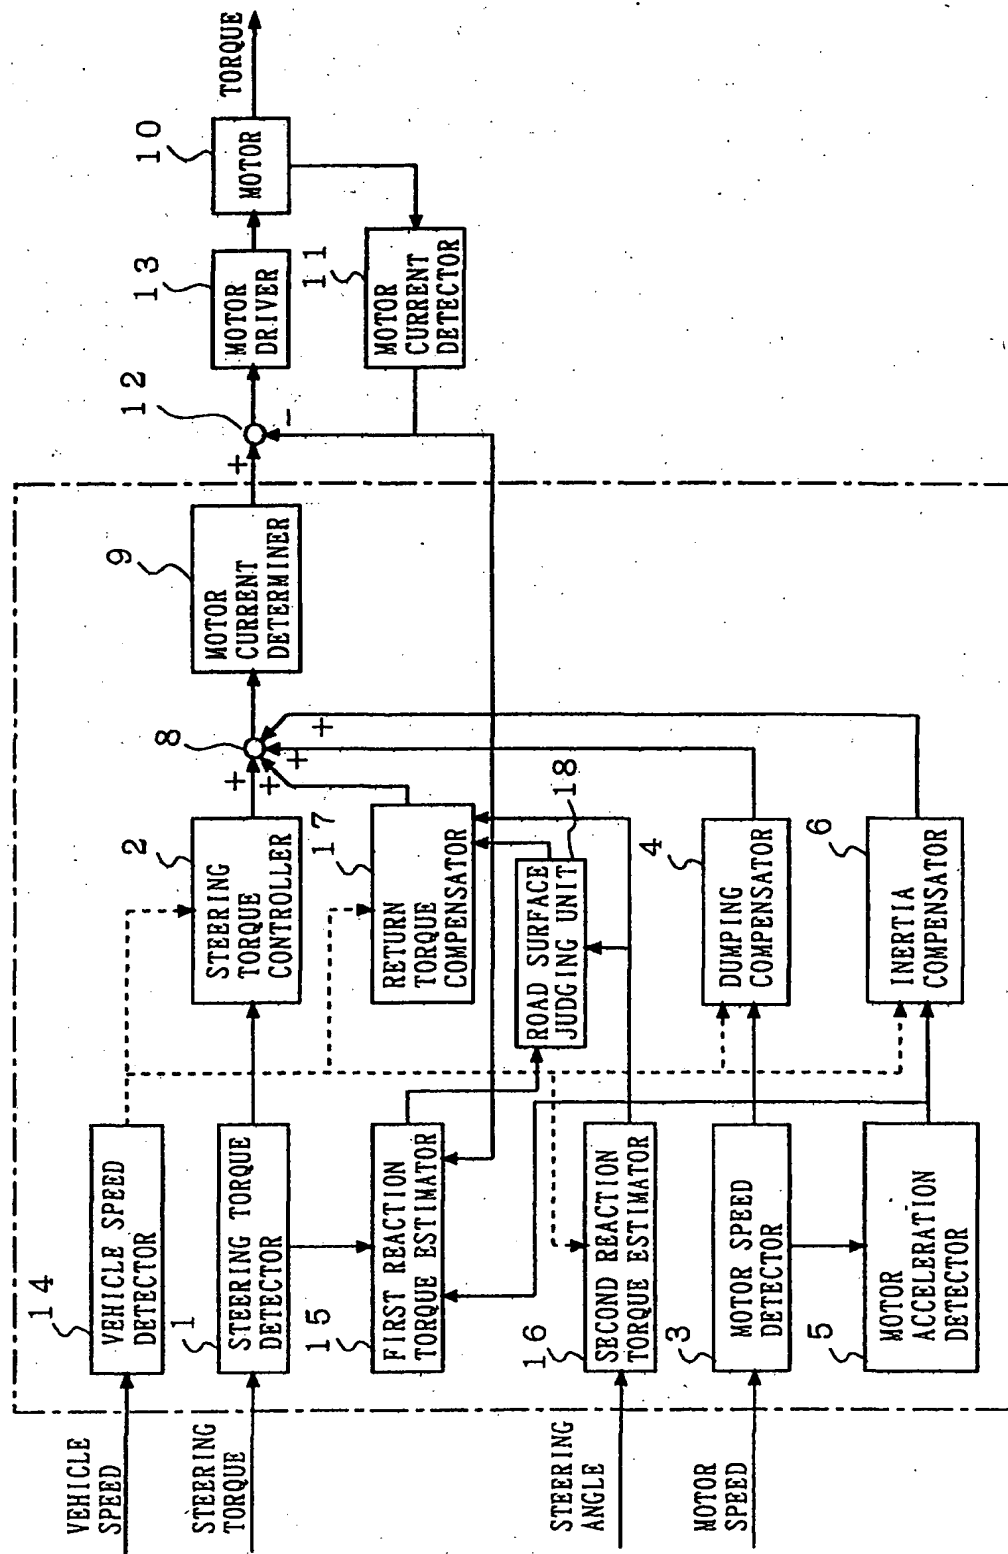 VEHICLE
SPEED
14
VEHICLE SPEED
DETECTOR
STEERING
TORQUE
1
STEERING TORQUE
DETECTOR
2
STEERING
TORQUE
CONTROLLER
+
8
9
MOTOR
CURRENT
DETERMINER
+
12
13
MOTOR
DRIVER
10
MOTOR
TORQUE
15
FIRST REACTION
TORQUE ESTIMATOR
17
RETURN
TORQUE
COMPENSATOR
+
+
+
-
11
MOTOR
CURRENT
DETECTOR
18
ROAD SURFACE
JUDGING UNIT
STEERING
ANGLE
16
SECOND REACTION
TORQUE ESTIMATOR
MOTOR
SPEED
3
MOTOR SPEED
DETECTOR
4
DUMPING
COMPENSATOR
5
MOTOR
ACCELERATION
DETECTOR
6
INERTIA
COMPENSATOR